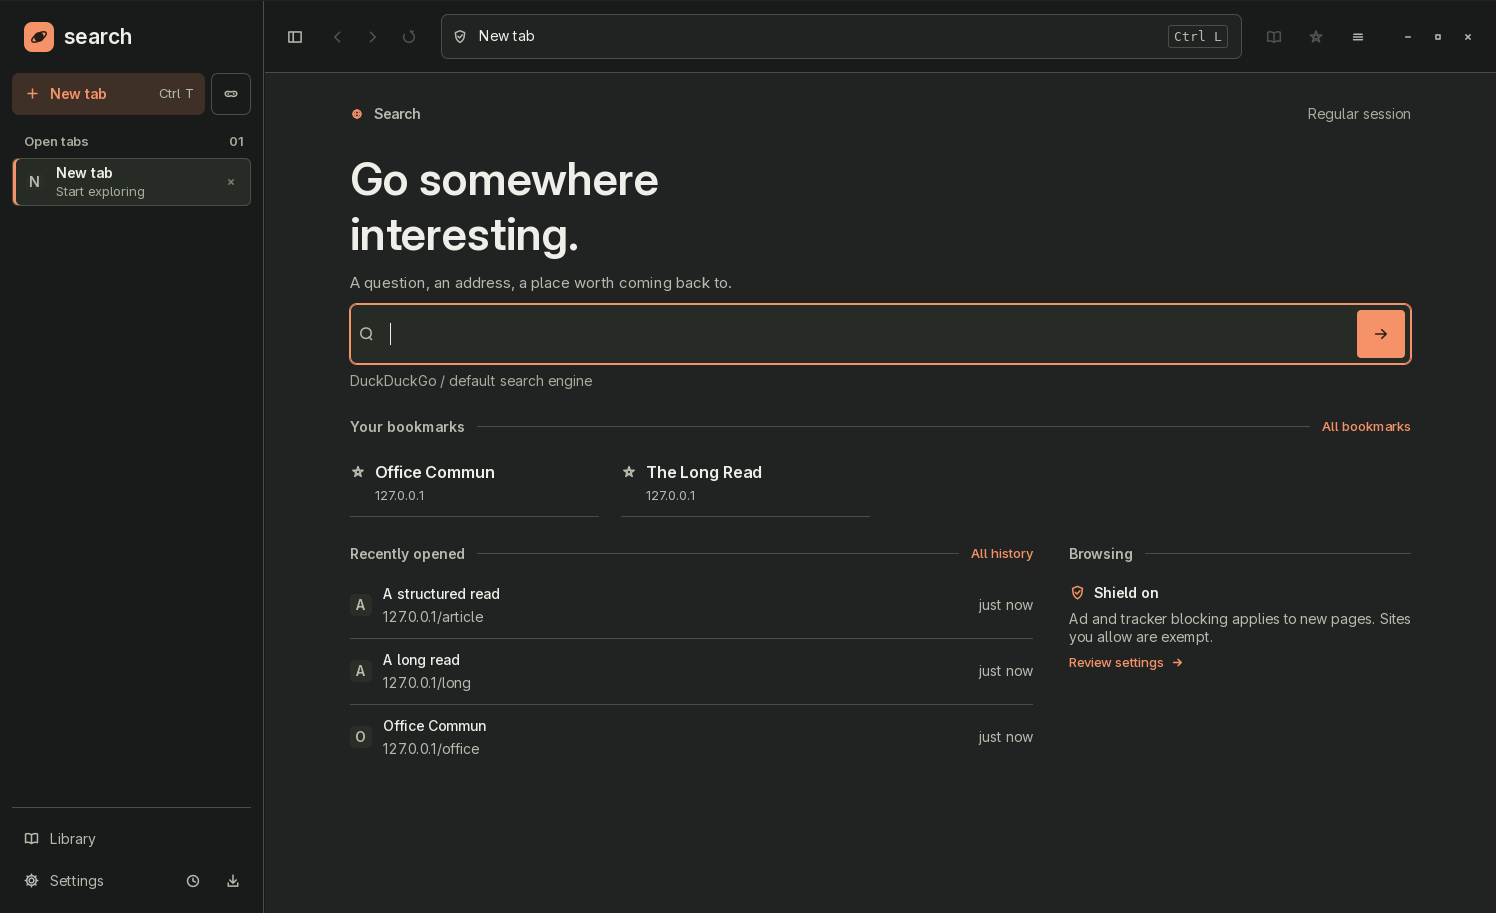 search
New tab
Ctrl T
Open tabs
01
N
New tab
Start exploring
Library
Settings
New tab
Ctrl L
Search
Regular session
Go somewhere
interesting.
A question, an address, a place worth coming back to.
DuckDuckGo / default search engine
Your bookmarks
All bookmarks
Office Commun
127.0.0.1
The Long Read
127.0.0.1
Recently opened
All history
A
A structured read
127.0.0.1/article
just now
A
A long read
127.0.0.1/long
just now
O
Office Commun
127.0.0.1/office
just now
Browsing
Shield on
Ad and tracker blocking applies to new pages. Sites
you allow are exempt.
Review settings